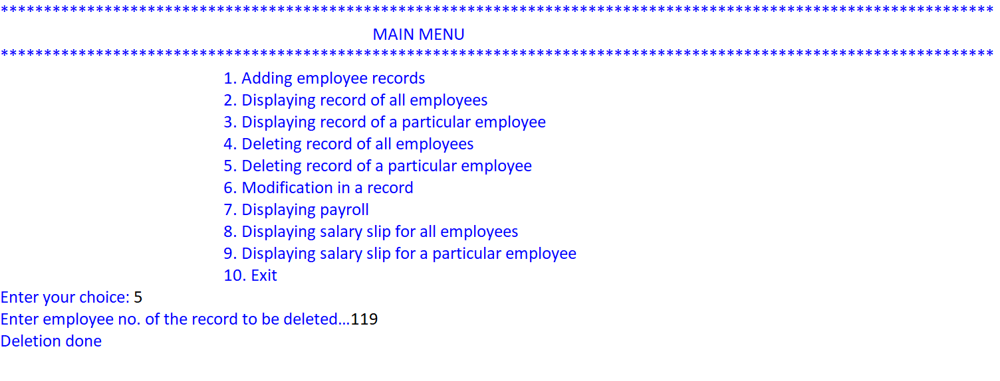 *******************************************************************************************************************
MAIN MENU
*******************************************************************************************************************
1. Adding employee records
2. Displaying record of all employees
3. Displaying record of a particular employee
4. Deleting record of all employees
5. Deleting record of a particular employee
6. Modification in a record
7. Displaying payroll
8. Displaying salary slip for all employees
9. Displaying salary slip for a particular employee
10. Exit
Enter your choice: 5
Enter employee no. of the record to be deleted...119
Deletion done